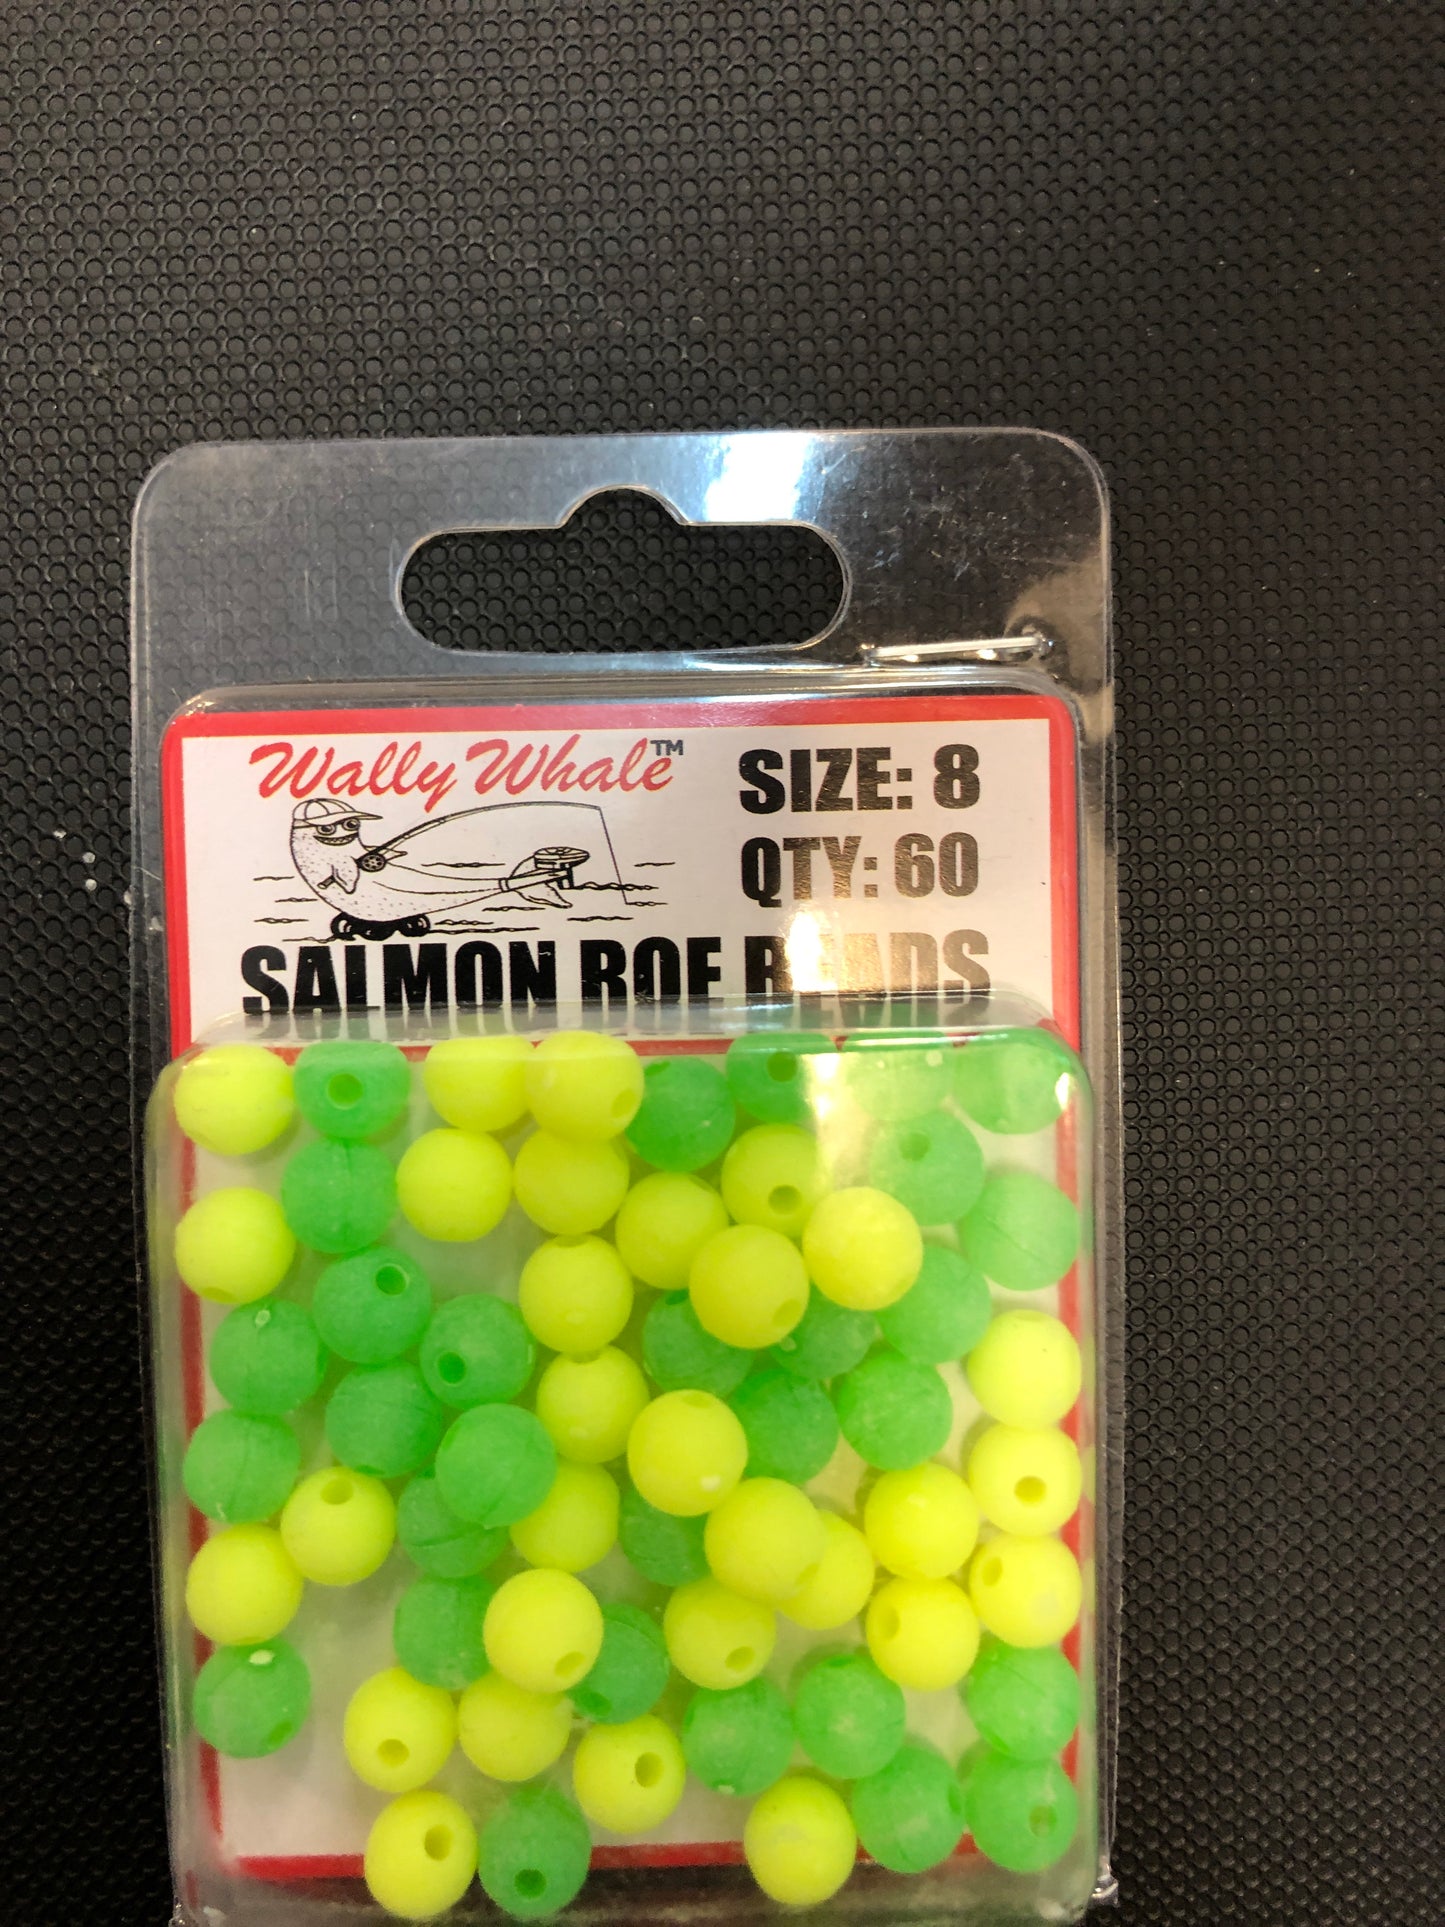 Wally Whale™
SIZE: 8
QTY: 60
SALMON ROE BEADS